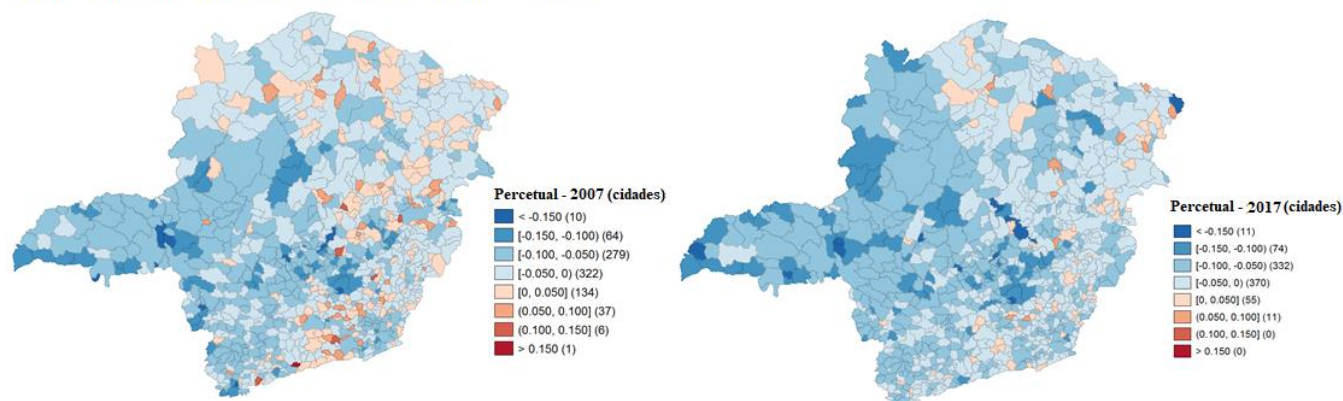 Percetual - 2007 (cidades)
< -0.150 (10)
[-0.150, -0.100) (64)
[-0.100, -0.050) (279)
[-0.050, 0) (322)
[0, 0.050] (134)
(0.050, 0.100] (37)
(0.100, 0.150] (6)
> 0.150 (1)
Percetual - 2017 (cidades)
< -0.150 (11)
[-0.150, -0.100) (74)
[-0.100, -0.050) (332)
[-0.050, 0) (370)
[0, 0.050] (55)
(0.050, 0.100] (11)
(0.100, 0.150] (0)
> 0.150 (0)